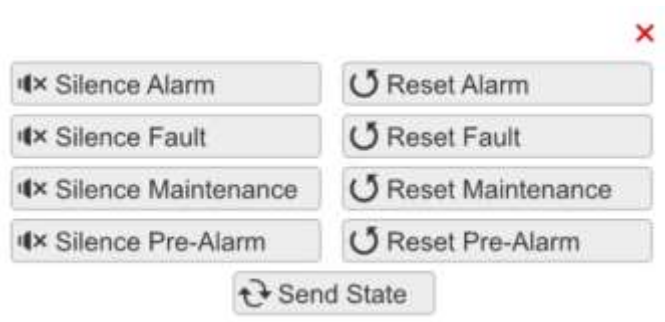 Silence Alarm
Reset Alarm
Silence Fault
Reset Fault
Silence Maintenance
Reset Maintenance
Silence Pre-Alarm
Reset Pre-Alarm
Send State